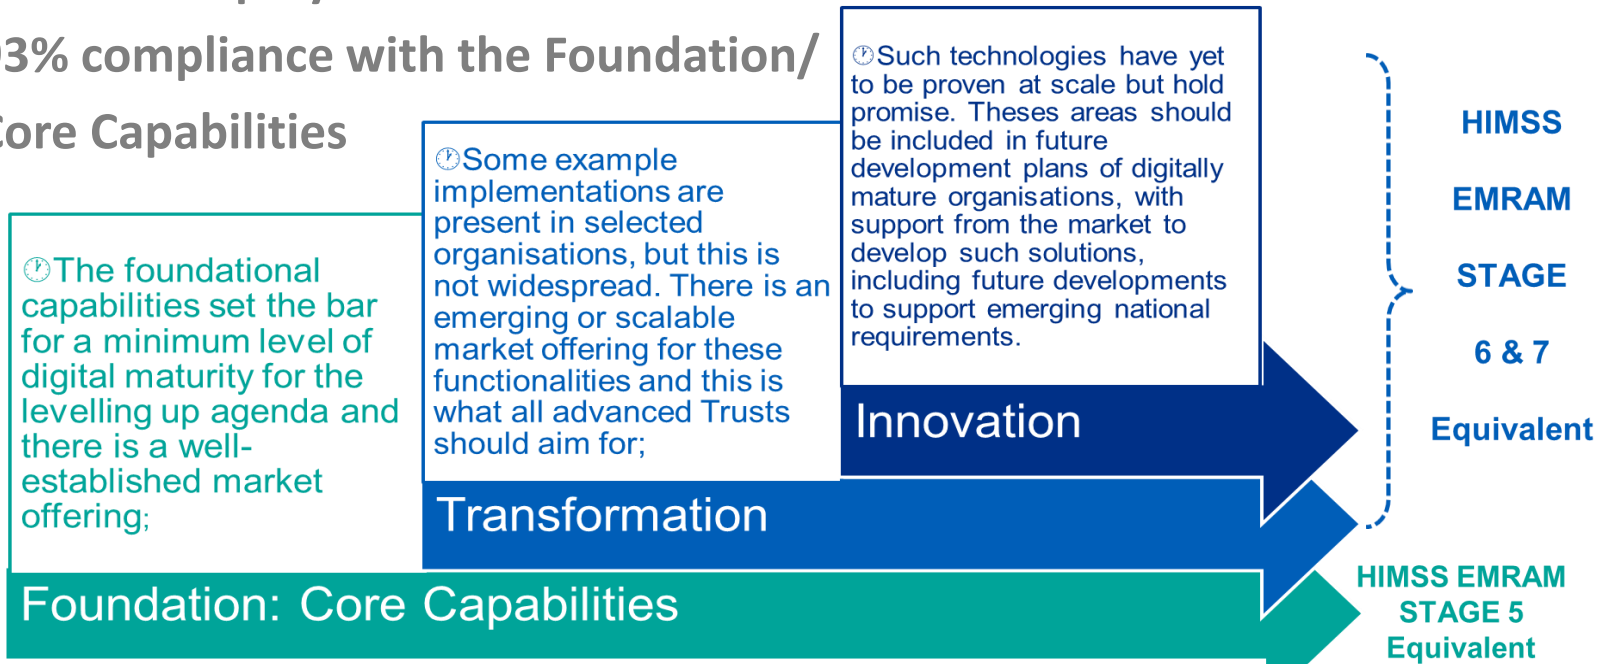 3% compliance with the Foundation/
Core Capabilities
The foundational
capabilities set the bar
for a minimum level of
digital maturity for the
levelling up agenda and
there is a well-
established market
offering;
Some example
implementations are
present in selected
organisations, but this is
not widespread. There is an
emerging or scalable
market offering for these
functionalities and this is
what all advanced Trusts
should aim for;
Such technologies have yet
to be proven at scale but hold
promise. Theses areas should
be included in future
development plans of digitally
mature organisations, with
support from the market to
develop such solutions,
including future developments
to support emerging national
requirements.
Innovation
Transformation
Foundation: Core Capabilities
HIMSS
EMRAM
STAGE
6 & 7
Equivalent
HIMSS EMRAM
STAGE 5
Equivalent